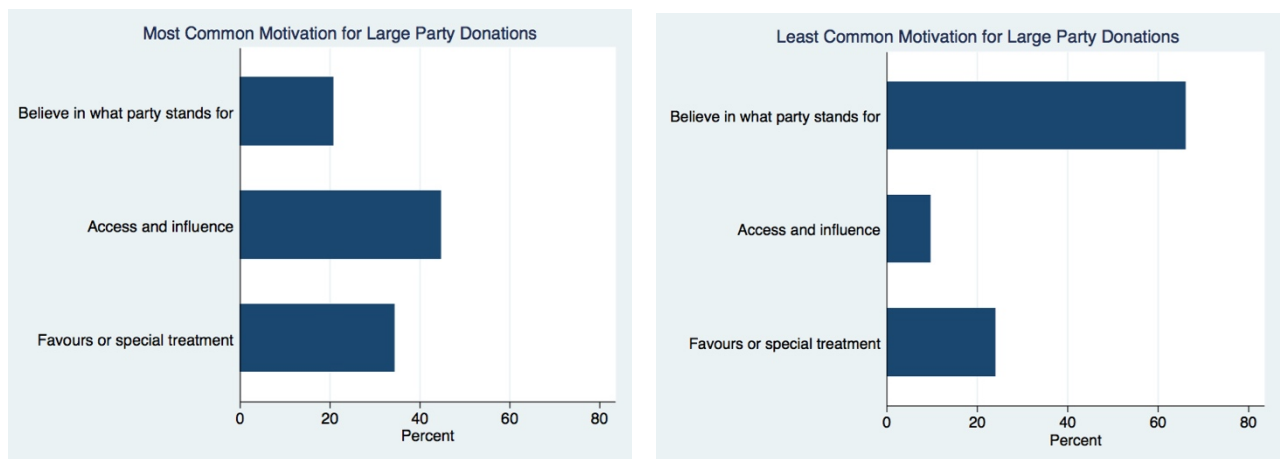 Most Common Motivation for Large Party Donations
Believe in what party stands for
Access and influence
Favours or special treatment
0 20 40 60 80
Percent
Least Common Motivation for Large Party Donations
Believe in what party stands for
Access and influence
Favours or special treatment
0 20 40 60 80
Percent